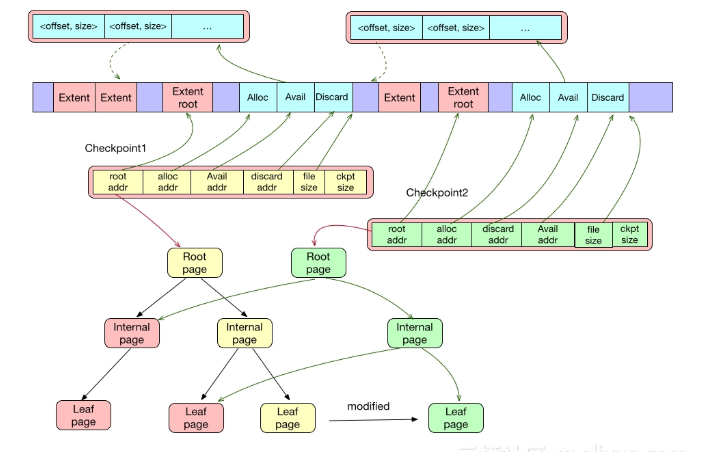 <offset, size> <offset, size> ...
<offset, size> <offset, size> ...
Extent Extent Extent root Alloc Avail Discard Extent Extent root Alloc Avail Discard
Checkpoint1
root addr alloc addr Avail addr discard addr file size ckpt size
Checkpoint2
root addr alloc addr discard addr Avail addr file size ckpt size
Root page
Root page
Internal page
Internal page
Internal page
Leaf page
Leaf page
Leaf page
modified
Leaf page